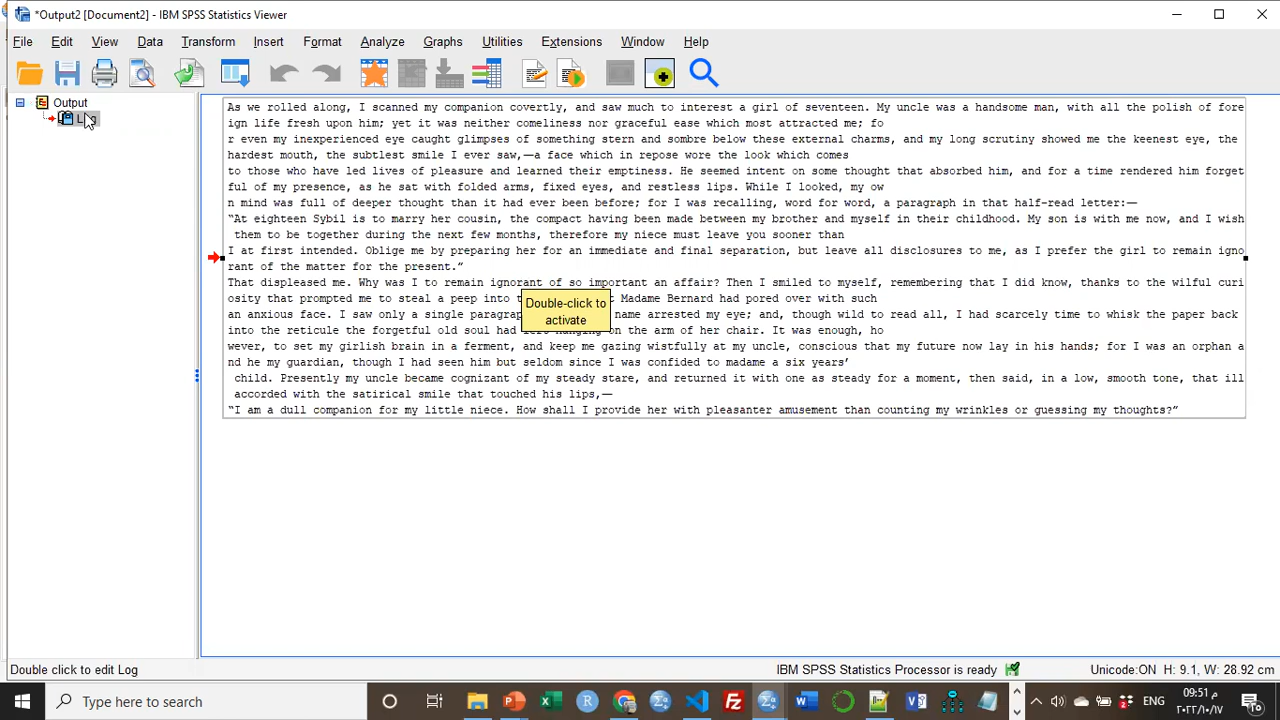 *Output2 [Document2] - IBM SPSS Statistics Viewer
File Edit View Data Transform Insert Format Analyze Graphs Utilities Extensions Window Help
Output
As we rolled along, I scanned my companion covertly, and saw much to interest a girl of seventeen. My uncle was a handsome man, with all the polish of fore
ign life fresh upon him; yet it was neither comeliness nor graceful ease which most attracted me; fo
r even my inexperienced eye caught glimpses of something stern and sombre below these external charms, and my long scrutiny showed me the keenest eye, the
hardest mouth, the subtlest smile I ever saw,—a face which in repose wore the look which comes
to those who have led lives of pleasure and learned their emptiness. He seemed intent on some thought that absorbed him, and for a time rendered him forget
ful of my presence, as he sat with folded arms, fixed eyes, and restless lips. While I looked, my ow
n mind was full of deeper thought than it had ever been before; for I was recalling, word for word, a paragraph in that half-read letter:—
“At eighteen Sybil is to marry her cousin, the compact having been made between my brother and myself in their childhood. My son is with me now, and I wish
them to be together during the next few months, therefore my niece must leave you sooner than
I at first intended. Oblige me by preparing her for an immediate and final separation, but leave all disclosures to me, as I prefer the girl to remain igno
rant of the matter for the present.”
That displeased me. Why was I to remain ignorant of so important an affair? Then I smiled to myself, remembering that I did know, thanks to the wilful curi
osity that prompted me to steal a peep into Madame Bernard had pored over with such
an anxious face. I saw only a single paragraph name arrested my eye; and, though wild to read all, I had scarcely time to whisk the paper back
into the reticule the forgetful old soul had left hanging on the arm of her chair. It was enough, ho
wever, to set my girlish brain in a ferment, and keep me gazing wistfully at my uncle, conscious that my future now lay in his hands; for I was an orphan a
nd he my guardian, though I had seen him but seldom since I was confided to madame a six years’
child. Presently my uncle became cognizant of my steady stare, and returned it with one as steady for a moment, then said, in a low, smooth tone, that ill
accorded with the satirical smile that touched his lips,—
“I am a dull companion for my little niece. How shall I provide her with pleasanter amusement than counting my wrinkles or guessing my thoughts?”
Double-click to
activate
Double click to edit Log
IBM SPSS Statistics Processor is ready
Unicode:ON H: 9.1, W: 28.92 cm
Type here to search
ENG
09:51 م
٢٠٢٢/١٠/١٧